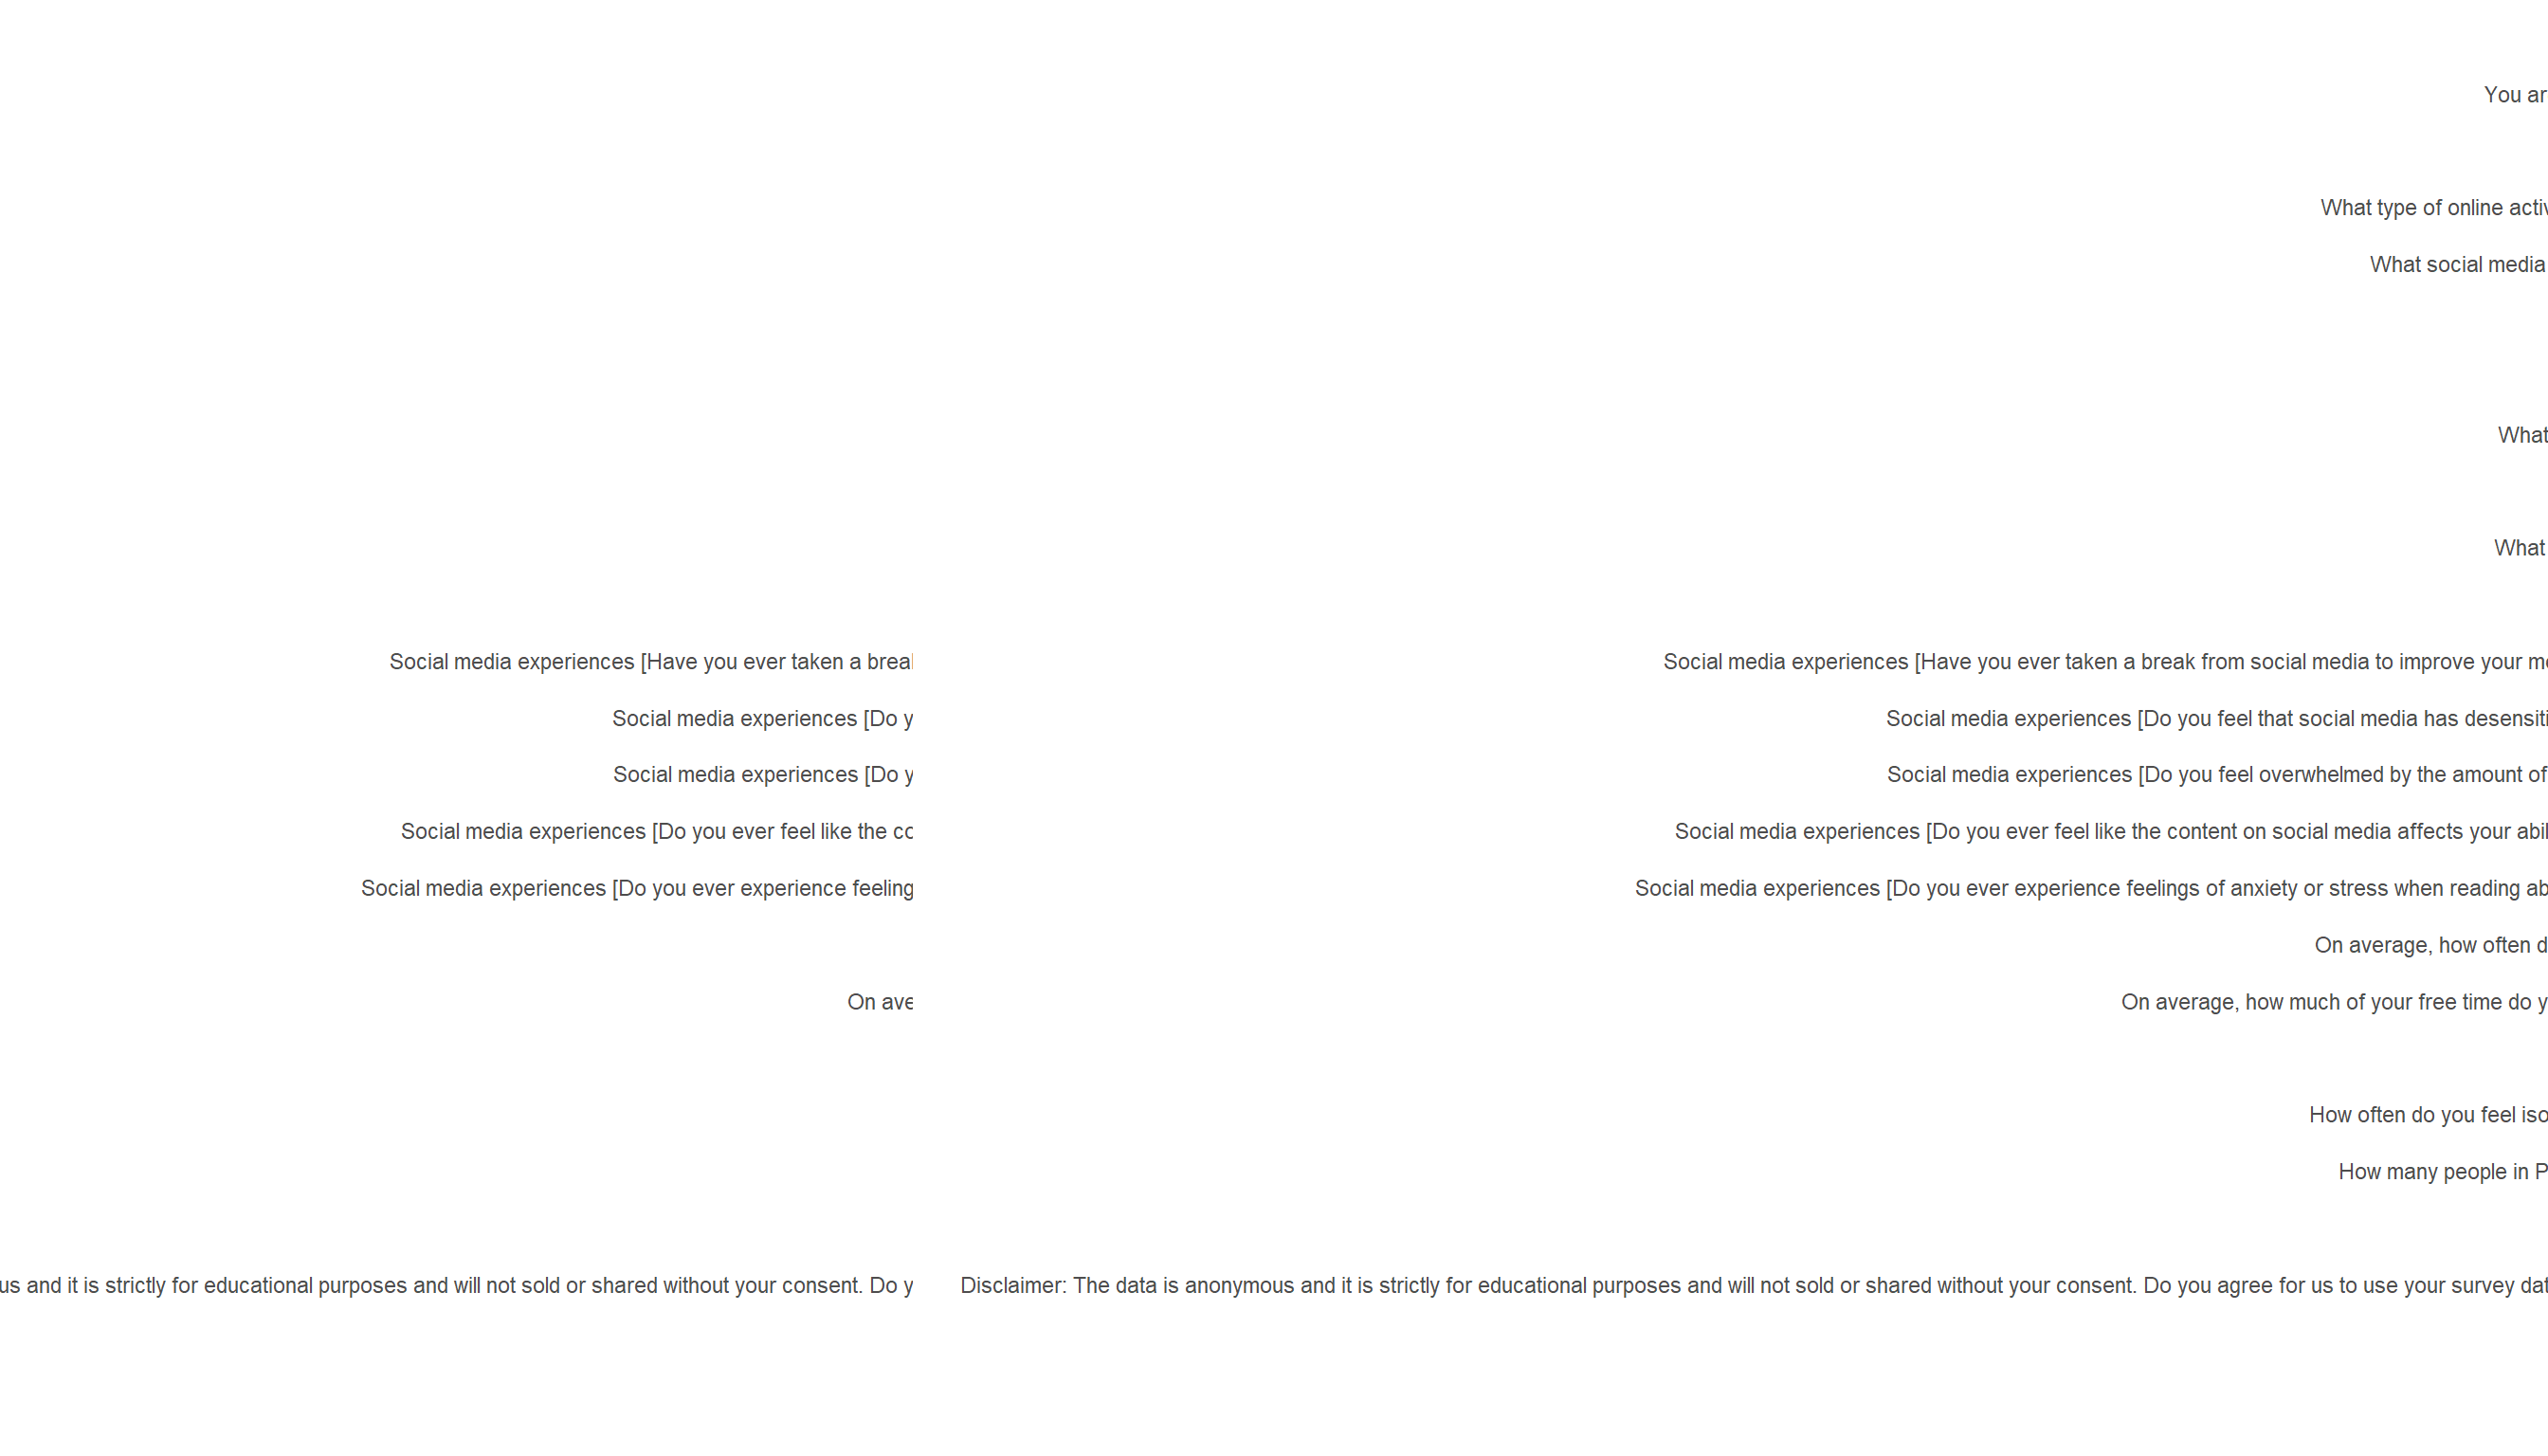 You ar
What type of online activ
What social media
What
What
Social media experiences [Have you ever taken a break Social media experiences [Have you ever taken a break from social media to improve your me
Social media experiences [Do y Social media experiences [Do you feel that social media has desensiti
Social media experiences [Do y Social media experiences [Do you feel overwhelmed by the amount of
Social media experiences [Do you ever feel like the co Social media experiences [Do you ever feel like the content on social media affects your abil
Social media experiences [Do you ever experience feeling Social media experiences [Do you ever experience feelings of anxiety or stress when reading ab
On average, how often d
On ave On average, how much of your free time do y
How often do you feel iso
How many people in P
us and it is strictly for educational purposes and will not sold or shared without your consent. Do y Disclaimer: The data is anonymous and it is strictly for educational purposes and will not sold or shared without your consent. Do you agree for us to use your survey dat